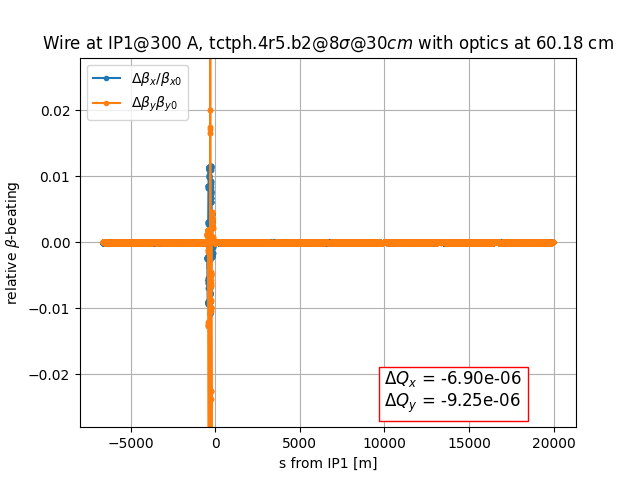 Wire at IP1@300 A, tctph.4r5.b2@8σ@30cm with optics at 60.18 cm
Δβx/βx0
Δβyβy0
0.02
0.01
0.00
−0.01
−0.02
relative β-beating
ΔQx = -6.90e-06
ΔQy = -9.25e-06
−5000 0 5000 10000 15000 20000
s from IP1 [m]